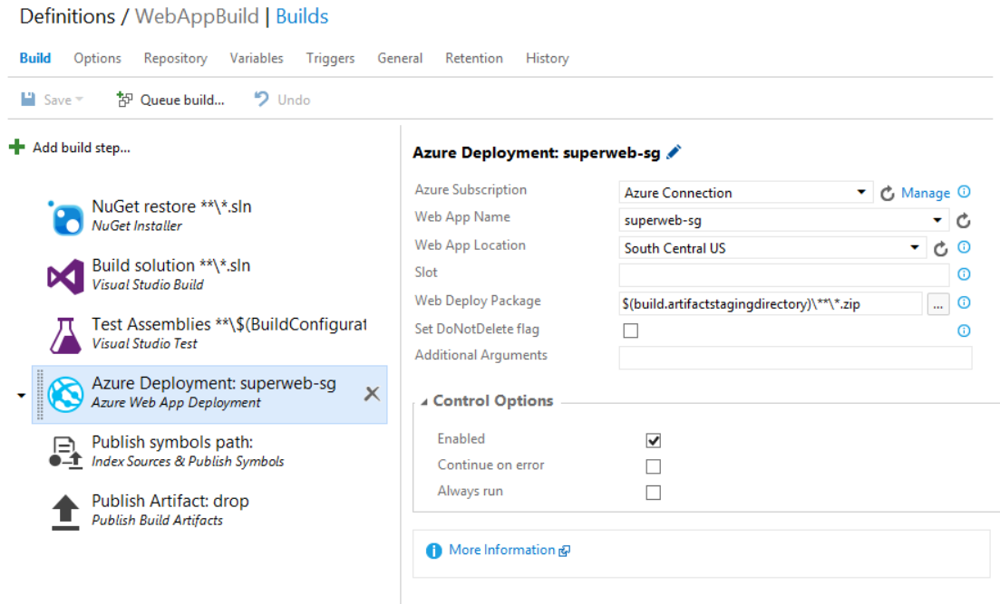 Definitions / WebAppBuild | Builds
Build Options Repository Variables Triggers General Retention History
Save Queue build... Undo
Add build step...
NuGet restore **\*.sln
NuGet Installer
Build solution **\*.sln
Visual Studio Build
Test Assemblies **\$(BuildConfigurat
Visual Studio Test
Azure Deployment: superweb-sg
Azure Web App Deployment
Publish symbols path:
Index Sources & Publish Symbols
Publish Artifact: drop
Publish Build Artifacts
Azure Deployment: superweb-sg
Azure Subscription Azure Connection Manage
Web App Name superweb-sg
Web App Location South Central US
Slot
Web Deploy Package $(build.artifactstagingdirectory)\**\*.zip ...
Set DoNotDelete flag
Additional Arguments
Control Options
Enabled
Continue on error
Always run
More Information